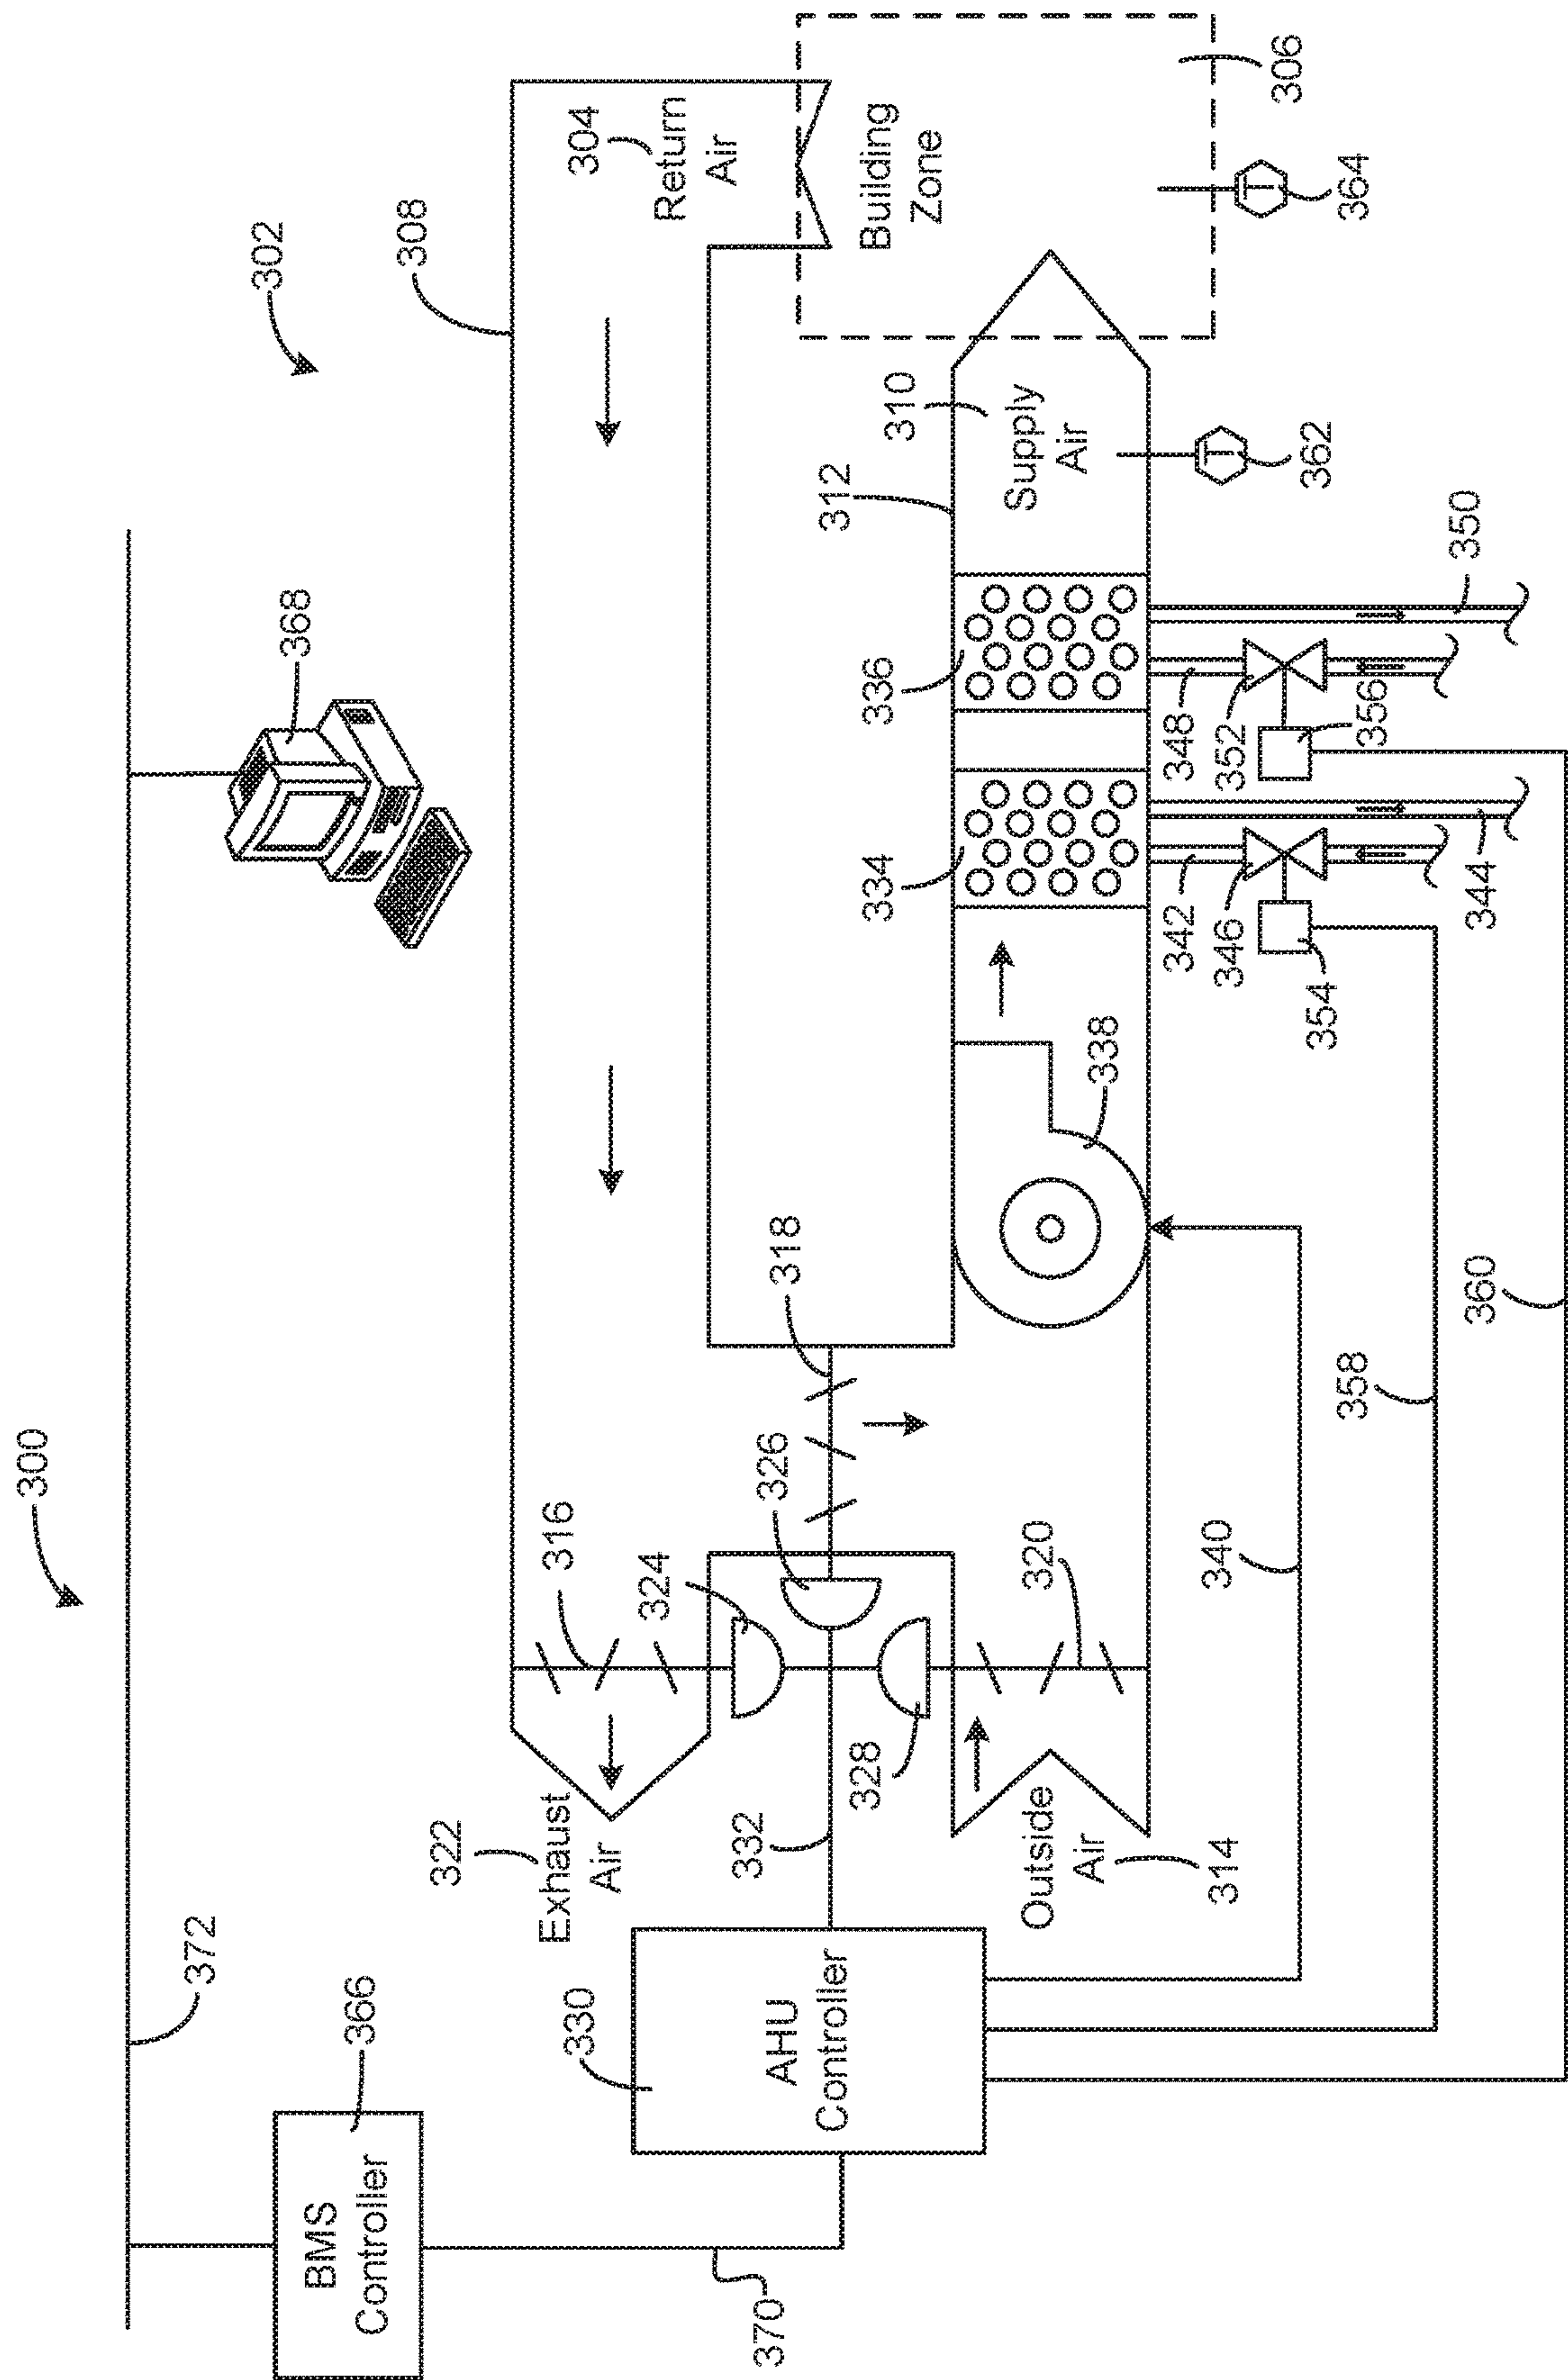 300
372
366
BMS
Controller
370
368
302
308
304
Return
Air
Building
Zone
306
364
316
322
Exhaust
Air
324
326
318
328
332
330
AHU
Controller
Outside
Air
314
320
338
334
336
312
310
Supply
Air
362
342
346
354
344
348
352
356
350
340
358
360